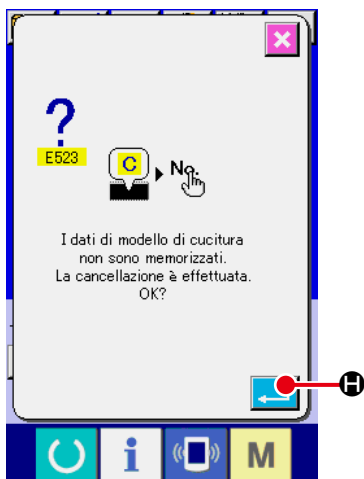 ?
E523
C
No.
I dati di modello di cucitura
non sono memorizzati.
La cancellazione è effettuata.
OK?
H
i
M